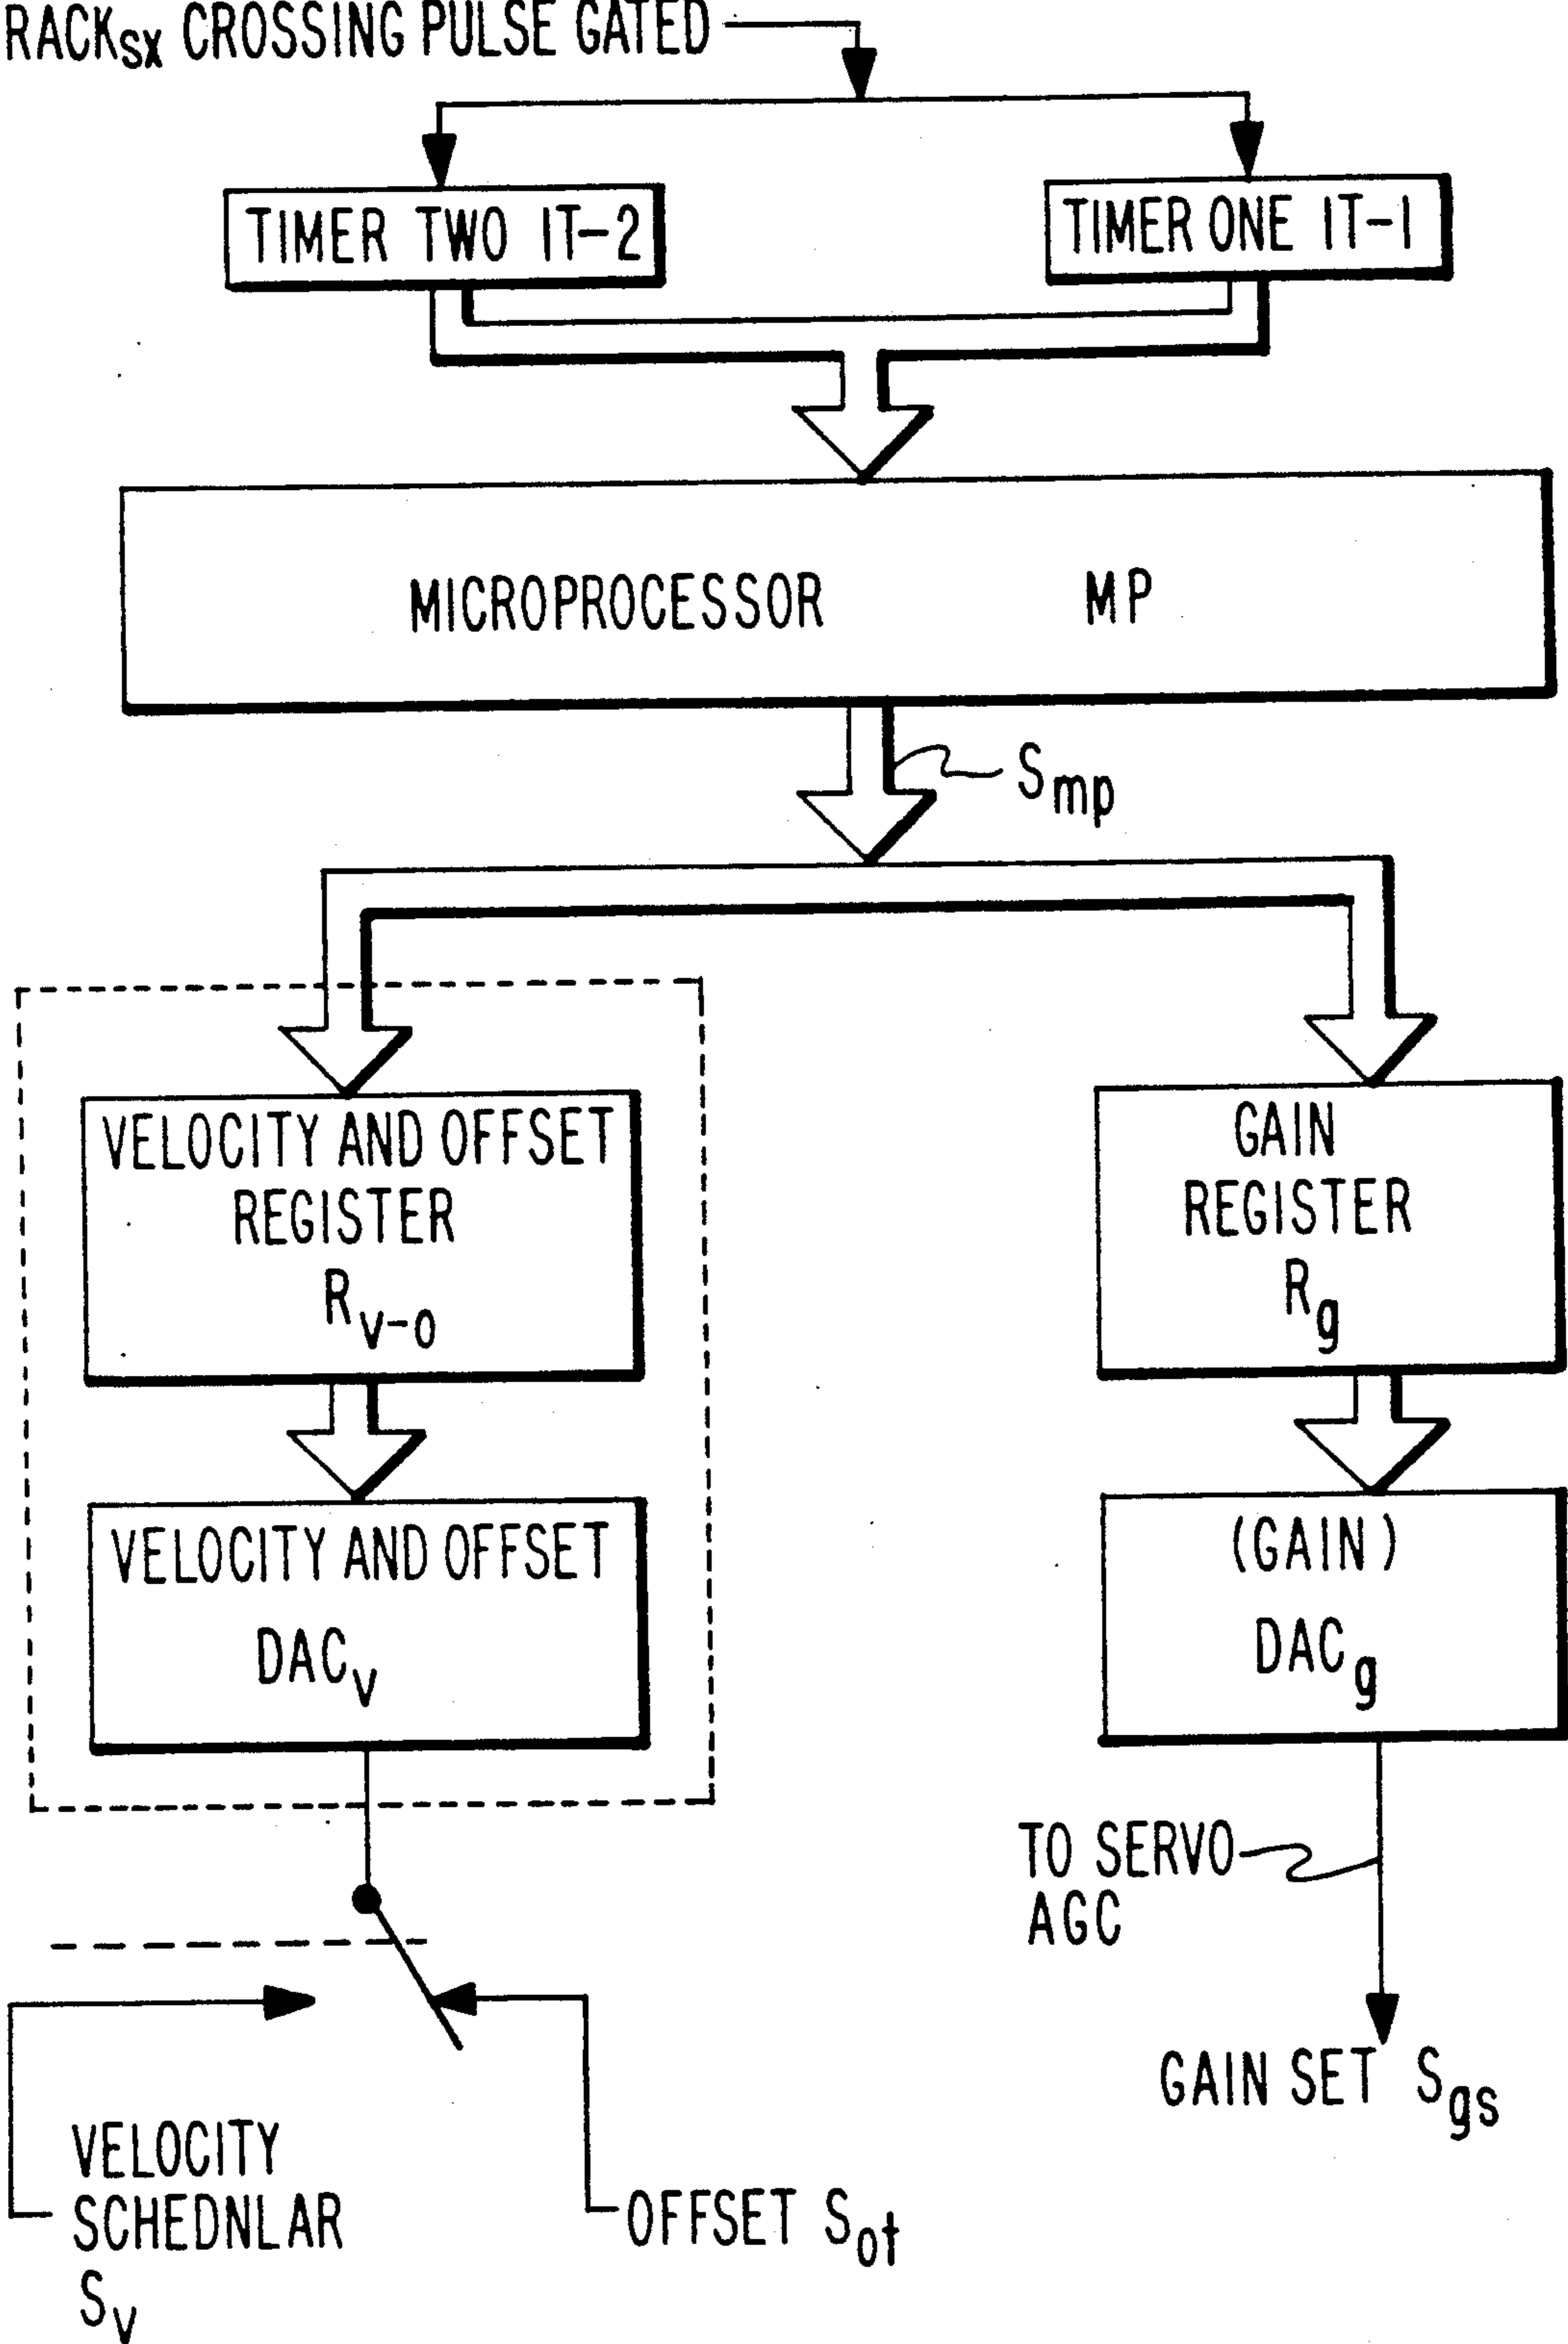 RACKsx CROSSING PULSE GATED
TIMER TWO IT-2
TIMER ONE IT-1
MICROPROCESSOR MP
Smp
VELOCITY AND OFFSET
REGISTER
Rv-o
GAIN
REGISTER
Rg
VELOCITY AND OFFSET
DACv
(GAIN)
DACg
TO SERVO
AGC
GAIN SET Sgs
VELOCITY
SCHEDNLAR
Sv
OFFSET Sot